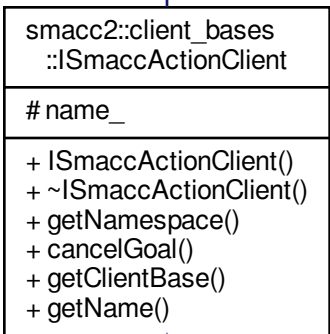 smacc2::client_bases
::ISmaccActionClient
# name_
+ ISmaccActionClient()
+ ~ISmaccActionClient()
+ getNamespace()
+ cancelGoal()
+ getClientBase()
+ getName()